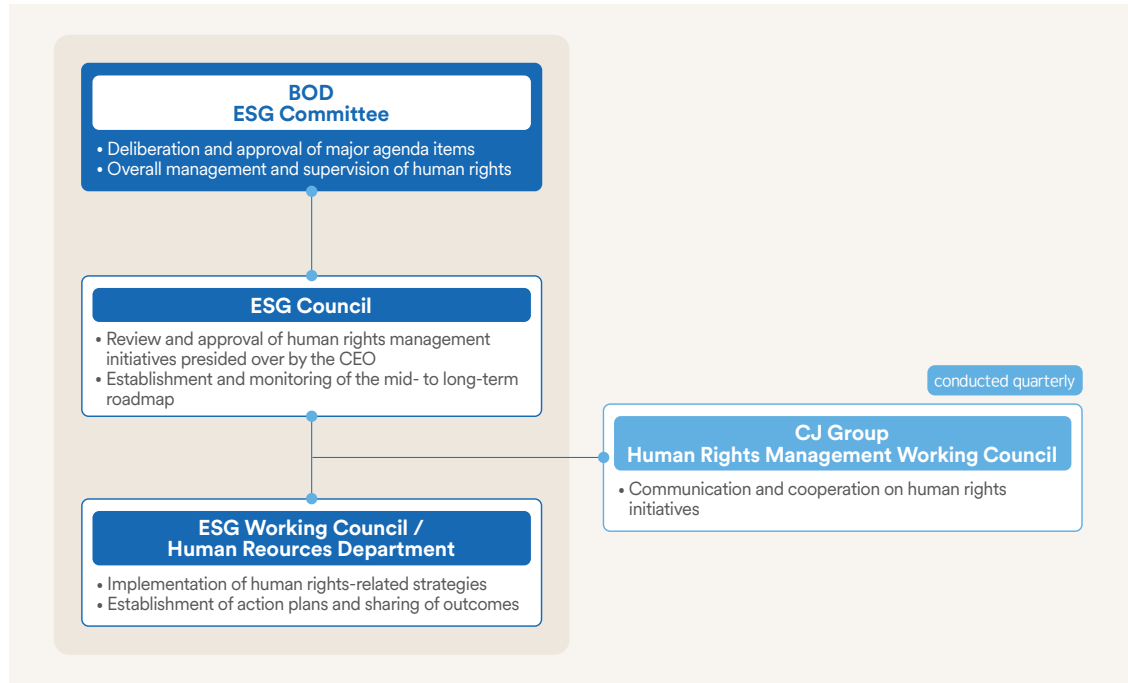 BOD
ESG Committee
• Deliberation and approval of major agenda items
• Overall management and supervision of human rights
ESG Council
• Review and approval of human rights management
initiatives presided over by the CEO
• Establishment and monitoring of the mid- to long-term
roadmap
conducted quarterly
CJ Group
Human Rights Management Working Council
• Communication and cooperation on human rights
initiatives
ESG Working Council /
Human Reources Department
• Implementation of human rights-related strategies
• Establishment of action plans and sharing of outcomes